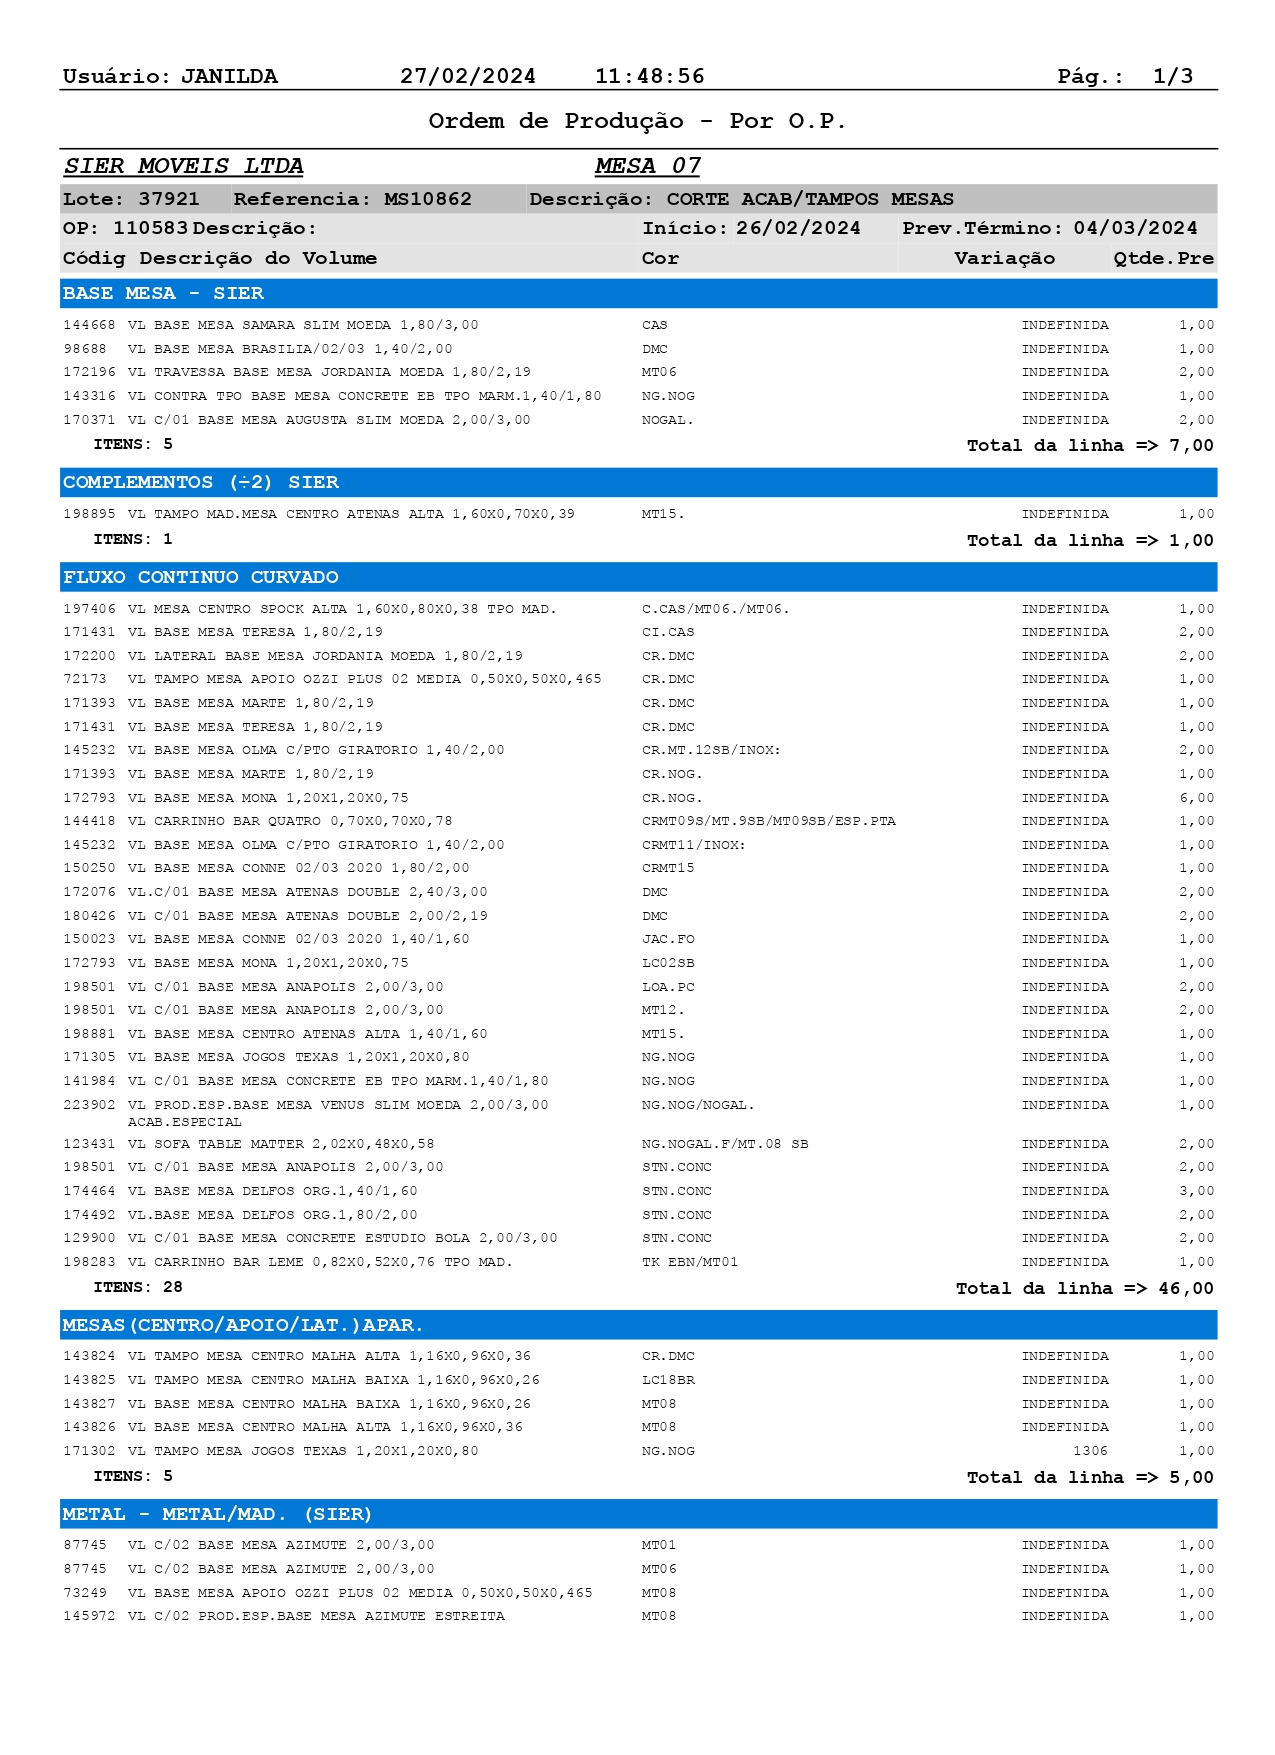 Usuário: JANILDA 27/02/2024 11:48:56 Pág.: 1/3
Ordem de Produção - Por O.P.
SIER MOVEIS LTDA MESA 07
Lote: 37921 Referencia: MS10862 Descrição: CORTE ACAB/TAMPOS MESAS
OP: 110583 Descrição: Início: 26/02/2024 Prev.Término: 04/03/2024
Códig Descrição do Volume Cor Variação Qtde.Pre
BASE MESA - SIER
144668 VL BASE MESA SAMARA SLIM MOEDA 1,80/3,00 CAS INDEFINIDA 1,00
98688 VL BASE MESA BRASILIA/02/03 1,40/2,00 DMC INDEFINIDA 1,00
172196 VL TRAVESSA BASE MESA JORDANIA MOEDA 1,80/2,19 MT06 INDEFINIDA 2,00
143316 VL CONTRA TPO BASE MESA CONCRETE EB TPO MARM.1,40/1,80 NG.NOG INDEFINIDA 1,00
170371 VL C/01 BASE MESA AUGUSTA SLIM MOEDA 2,00/3,00 NOGAL. INDEFINIDA 2,00
ITENS: 5 Total da linha => 7,00
COMPLEMENTOS (÷2) SIER
198895 VL TAMPO MAD.MESA CENTRO ATENAS ALTA 1,60X0,70X0,39 MT15. INDEFINIDA 1,00
ITENS: 1 Total da linha => 1,00
FLUXO CONTINUO CURVADO
197406 VL MESA CENTRO SPOCK ALTA 1,60X0,80X0,38 TPO MAD. C.CAS/MT06./MT06. INDEFINIDA 1,00
171431 VL BASE MESA TERESA 1,80/2,19 CI.CAS INDEFINIDA 2,00
172200 VL LATERAL BASE MESA JORDANIA MOEDA 1,80/2,19 CR.DMC INDEFINIDA 2,00
72173 VL TAMPO MESA APOIO OZZI PLUS 02 MEDIA 0,50X0,50X0,465 CR.DMC INDEFINIDA 1,00
171393 VL BASE MESA MARTE 1,80/2,19 CR.DMC INDEFINIDA 1,00
171431 VL BASE MESA TERESA 1,80/2,19 CR.DMC INDEFINIDA 1,00
145232 VL BASE MESA OLMA C/PTO GIRATORIO 1,40/2,00 CR.MT.12SB/INOX: INDEFINIDA 2,00
171393 VL BASE MESA MARTE 1,80/2,19 CR.NOG. INDEFINIDA 1,00
172793 VL BASE MESA MONA 1,20X1,20X0,75 CR.NOG. INDEFINIDA 6,00
144418 VL CARRINHO BAR QUATRO 0,70X0,70X0,78 CRMT09S/MT.9SB/MT09SB/ESP.PTA INDEFINIDA 1,00
145232 VL BASE MESA OLMA C/PTO GIRATORIO 1,40/2,00 CRMT11/INOX: INDEFINIDA 1,00
150250 VL BASE MESA CONNE 02/03 2020 1,80/2,00 CRMT15 INDEFINIDA 1,00
172076 VL.C/01 BASE MESA ATENAS DOUBLE 2,40/3,00 DMC INDEFINIDA 2,00
180426 VL C/01 BASE MESA ATENAS DOUBLE 2,00/2,19 DMC INDEFINIDA 2,00
150023 VL BASE MESA CONNE 02/03 2020 1,40/1,60 JAC.FO INDEFINIDA 1,00
172793 VL BASE MESA MONA 1,20X1,20X0,75 LC02SB INDEFINIDA 1,00
198501 VL C/01 BASE MESA ANAPOLIS 2,00/3,00 LOA.PC INDEFINIDA 2,00
198501 VL C/01 BASE MESA ANAPOLIS 2,00/3,00 MT12. INDEFINIDA 2,00
198881 VL BASE MESA CENTRO ATENAS ALTA 1,40/1,60 MT15. INDEFINIDA 1,00
171305 VL BASE MESA JOGOS TEXAS 1,20X1,20X0,80 NG.NOG INDEFINIDA 1,00
141984 VL C/01 BASE MESA CONCRETE EB TPO MARM.1,40/1,80 NG.NOG INDEFINIDA 1,00
223902 VL PROD.ESP.BASE MESA VENUS SLIM MOEDA 2,00/3,00 NG.NOG/NOGAL. INDEFINIDA 1,00
ACAB.ESPECIAL
123431 VL SOFA TABLE MATTER 2,02X0,48X0,58 NG.NOGAL.F/MT.08 SB INDEFINIDA 2,00
198501 VL C/01 BASE MESA ANAPOLIS 2,00/3,00 STN.CONC INDEFINIDA 2,00
174464 VL BASE MESA DELFOS ORG.1,40/1,60 STN.CONC INDEFINIDA 3,00
174492 VL.BASE MESA DELFOS ORG.1,80/2,00 STN.CONC INDEFINIDA 2,00
129900 VL C/01 BASE MESA CONCRETE ESTUDIO BOLA 2,00/3,00 STN.CONC INDEFINIDA 2,00
198283 VL CARRINHO BAR LEME 0,82X0,52X0,76 TPO MAD. TK EBN/MT01 INDEFINIDA 1,00
ITENS: 28 Total da linha => 46,00
MESAS(CENTRO/APOIO/LAT.)APAR.
143824 VL TAMPO MESA CENTRO MALHA ALTA 1,16X0,96X0,36 CR.DMC INDEFINIDA 1,00
143825 VL TAMPO MESA CENTRO MALHA BAIXA 1,16X0,96X0,26 LC18BR INDEFINIDA 1,00
143827 VL BASE MESA CENTRO MALHA BAIXA 1,16X0,96X0,26 MT08 INDEFINIDA 1,00
143826 VL BASE MESA CENTRO MALHA ALTA 1,16X0,96X0,36 MT08 INDEFINIDA 1,00
171302 VL TAMPO MESA JOGOS TEXAS 1,20X1,20X0,80 NG.NOG 1306 1,00
ITENS: 5 Total da linha => 5,00
METAL - METAL/MAD. (SIER)
87745 VL C/02 BASE MESA AZIMUTE 2,00/3,00 MT01 INDEFINIDA 1,00
87745 VL C/02 BASE MESA AZIMUTE 2,00/3,00 MT06 INDEFINIDA 1,00
73249 VL BASE MESA APOIO OZZI PLUS 02 MEDIA 0,50X0,50X0,465 MT08 INDEFINIDA 1,00
145972 VL C/02 PROD.ESP.BASE MESA AZIMUTE ESTREITA MT08 INDEFINIDA 1,00